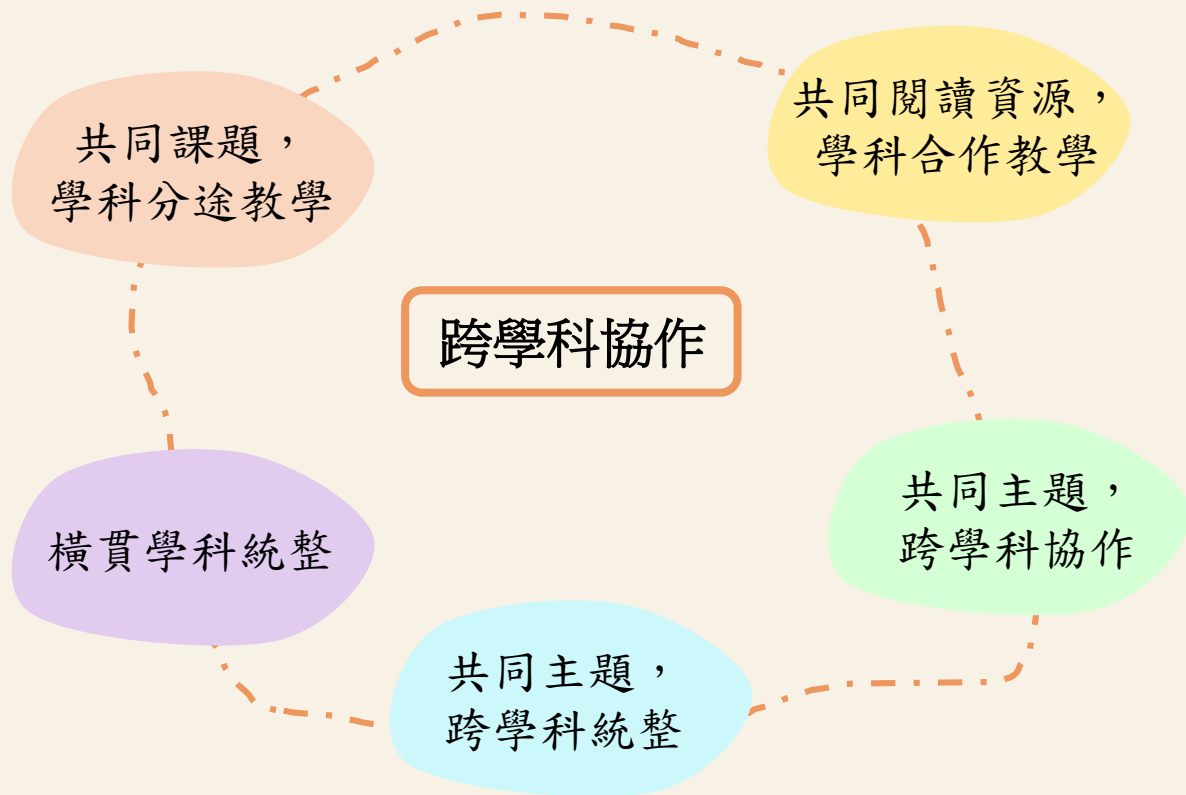 共同課題，
學科分途教學
共同閱讀資源，
學科合作教學
跨學科協作
橫貫學科統整
共同主題，
跨學科協作
共同主題，
跨學科統整